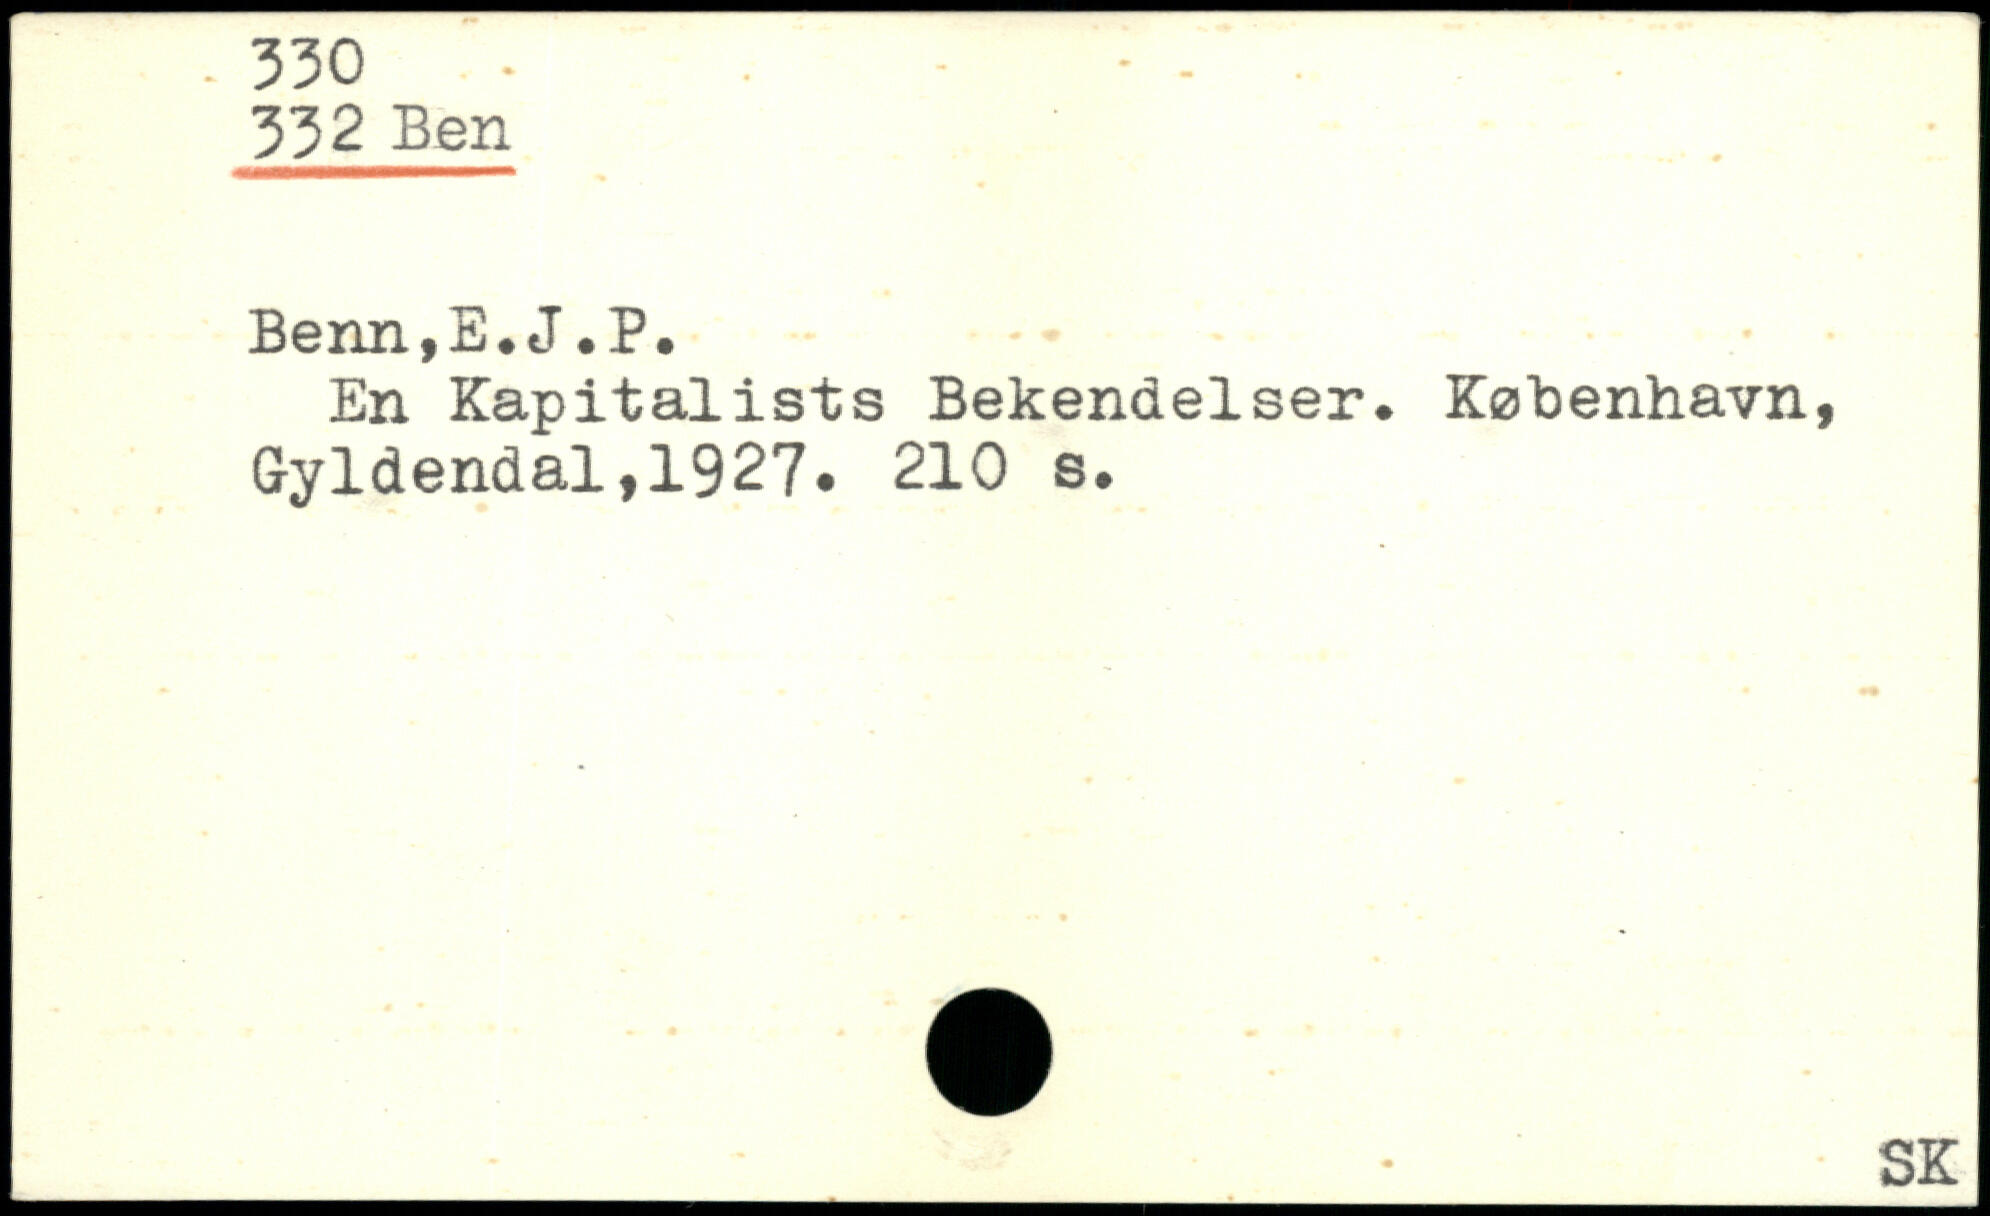 330
332 Ben
Benn,E.J.P.
En Kapitalists Bekendelser. København,
Gyldendal,1927. 210 s.
SK